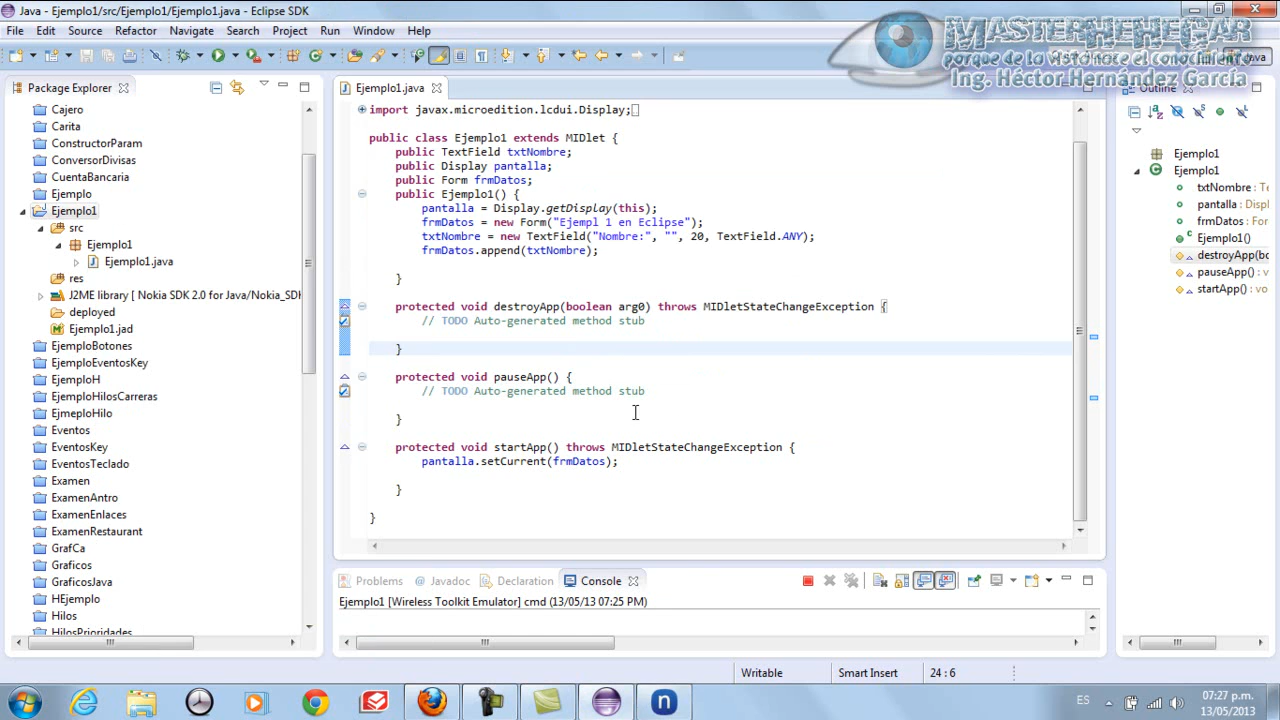 Java - Ejemplo1/src/Ejemplo1/Ejemplo1.java - Eclipse SDK
File Edit Source Refactor Navigate Search Project Run Window Help
MASTERHEHEGAR
porque de la vista nace el conocimiento
Ing. Héctor Hernández García
Java
Package Explorer
Cajero
Carita
ConstructorParam
ConversorDivisas
CuentaBancaria
Ejemplo
Ejemplo1
src
Ejemplo1
Ejemplo1.java
res
J2ME library [ Nokia SDK 2.0 for Java/Nokia_SDK
deployed
Ejemplo1.jad
EjemploBotones
EjemploEventosKey
EjemploH
EjemploHilosCarreras
EjmeploHilo
Eventos
EventosKey
EventosTeclado
Examen
ExamenAntro
ExamenEnlaces
ExamenRestaurant
GrafCa
Graficos
GraficosJava
HEjemplo
Hilos
HilosPrioridades
Ejemplo1.java
import javax.microedition.lcdui.Display;
public class Ejemplo1 extends MIDlet {
public TextField txtNombre;
public Display pantalla;
public Form frmDatos;
public Ejemplo1() {
pantalla = Display.getDisplay(this);
frmDatos = new Form("Ejempl 1 en Eclipse");
txtNombre = new TextField("Nombre:", "", 20, TextField.ANY);
frmDatos.append(txtNombre);
}
protected void destroyApp(boolean arg0) throws MIDletStateChangeException {
// TODO Auto-generated method stub
}
protected void pauseApp() {
// TODO Auto-generated method stub
}
protected void startApp() throws MIDletStateChangeException {
pantalla.setCurrent(frmDatos);
}
}
Outline
Ejemplo1
Ejemplo1
txtNombre : Te
pantalla : Displ
frmDatos : For
Ejemplo1()
destroyApp(bo
pauseApp() : vo
startApp() : vo
Problems Javadoc Declaration Console
Ejemplo1 [Wireless Toolkit Emulator] cmd (13/05/13 07:25 PM)
Writable Smart Insert 24 : 6
ES
07:27 p.m.
13/05/2013